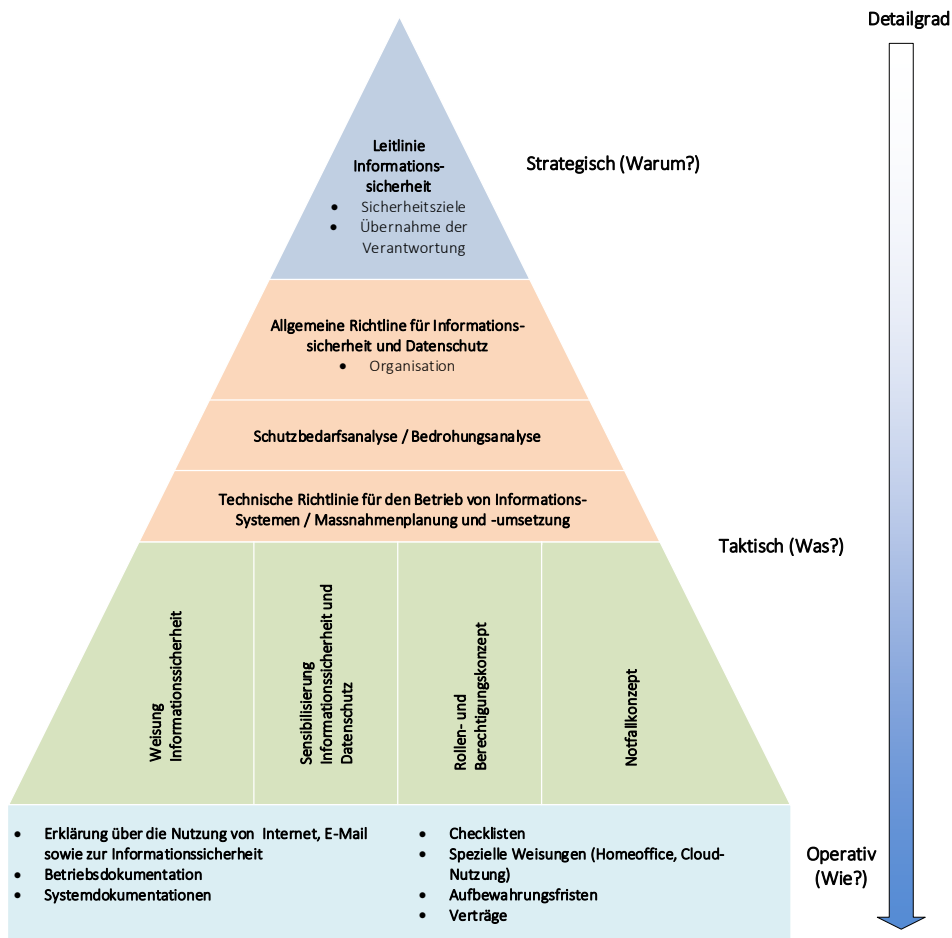 Detailgrad
Leitlinie
Informations-
sicherheit
• Sicherheitsziele
• Übernahme der
Verantwortung
Strategisch (Warum?)
Allgemeine Richtline für Informations-
sicherheit und Datenschutz
• Organisation
Schutzbedarfsanalyse / Bedrohungsanalyse
Technische Richtlinie für den Betrieb von Informations-
Systemen / Massnahmenplanung und -umsetzung
Taktisch (Was?)
Weisung
Informationssicherheit
Sensibilisierung
Informationssicherheit und
Datenschutz
Rollen- und
Berechtigungskonzept
Notfallkonzept
• Erklärung über die Nutzung von Internet, E-Mail
sowie zur Informationssicherheit
• Betriebsdokumentation
• Systemdokumentationen
• Checklisten
• Spezielle Weisungen (Homeoffice, Cloud-
Nutzung)
• Aufbewahrungsfristen
• Verträge
Operativ
(Wie?)